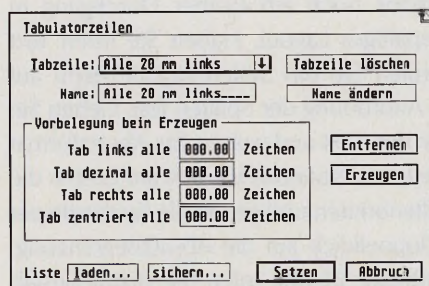 Tabulatorzeilen
Tabzeile: Alle 20 mm links Tabzeile löschen
Name: Alle 20 mm links____ Name ändern
Vorbelegungen beim Erzeugen
Tab links alle 000.00 Zeichen Entfernen
Tab dezimal alle 000.00 Zeichen Erzeugen
Tab rechts alle 000.00 Zeichen
Tab zentriert alle 000.00 Zeichen
Liste laden... sichern... Setzen Abbruch